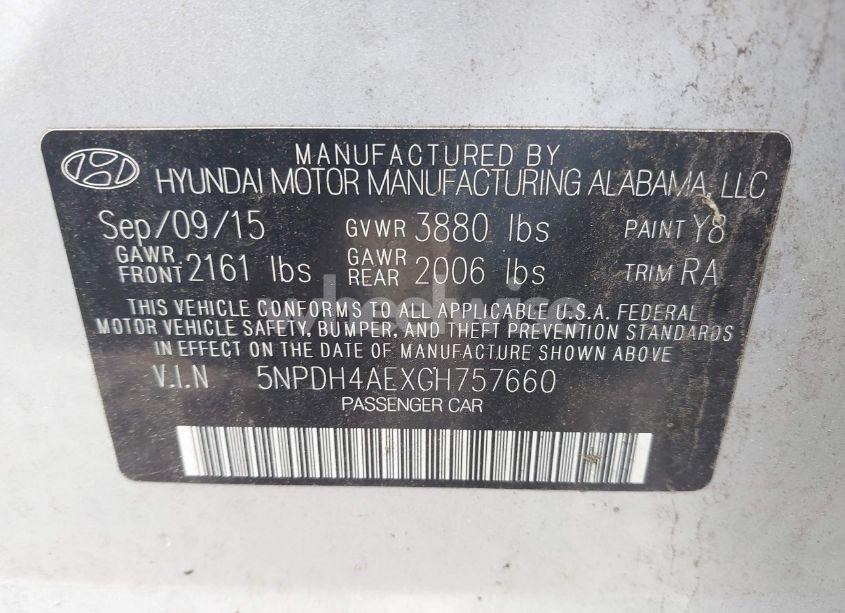 MANUFACTURED BY
HYUNDAI MOTOR MANUFACTURING ALABAMA, LLC
Sep/09/15 GVWR 3880 lbs PAINT Y8
GAWR FRONT 2161 lbs GAWR REAR 2006 lbs TRIM RA
THIS VEHICLE CONFORMS TO ALL APPLICABLE U.S.A. FEDERAL
MOTOR VEHICLE SAFETY, BUMPER, AND THEFT PREVENTION STANDARDS
IN EFFECT ON THE DATE OF MANUFACTURE SHOWN ABOVE
V.I.N 5NPDH4AEXGH757660
PASSENGER CAR